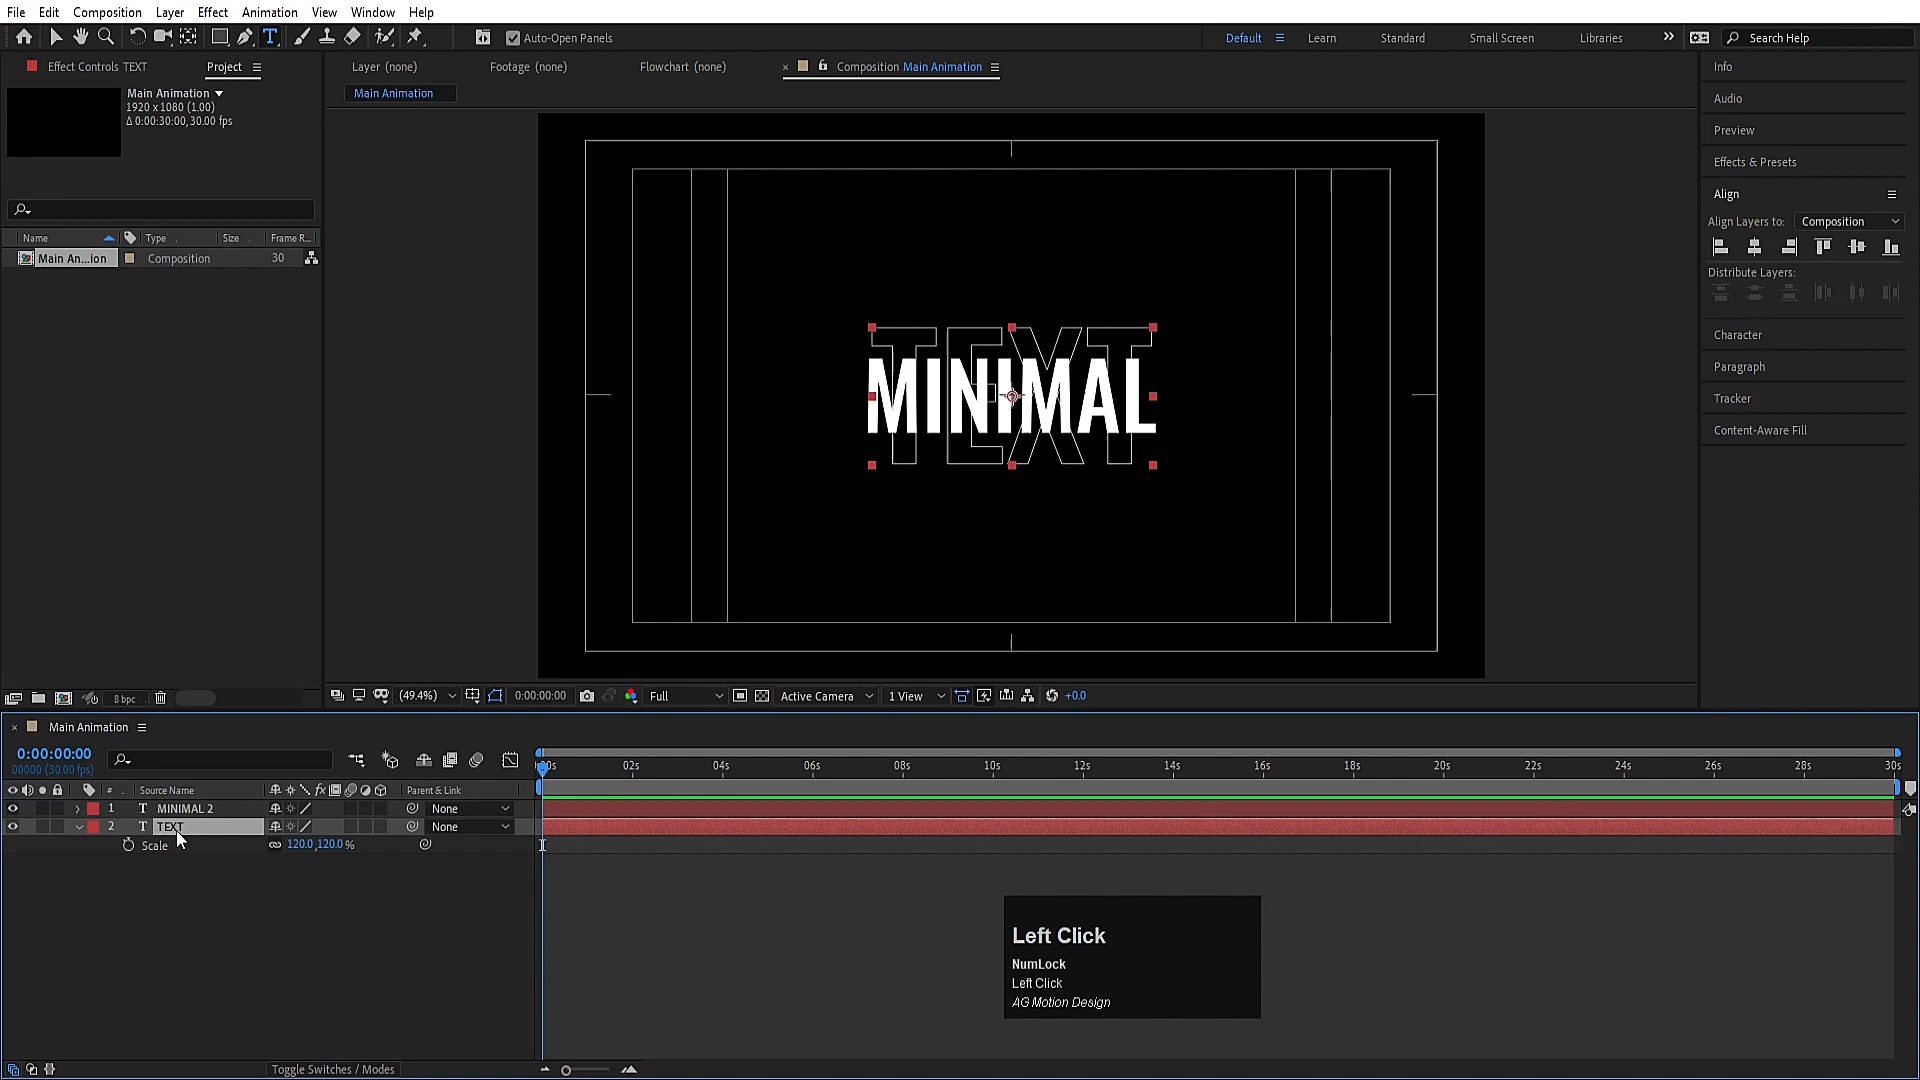 File Edit Composition Layer Effect Animation View Window Help
Auto-Open Panels Default Learn Standard Small Screen Libraries Search Help
Effect Controls TEXT Project Layer (none) Footage (none) Flowchart (none) Composition Main Animation Info
Main Animation
1920 x 1080 (1.00)
Δ 0:00:30:00, 30.00 fps
Main Animation
Audio
Preview
Effects & Presets
Align
Align Layers to: Composition
Distribute Layers:
Character
Paragraph
Tracker
Content-Aware Fill
Name Type Size Frame R...
Main An...ion Composition 30
TEXT
MINIMAL
8 bpc (49.4%) 0:00:00:00 Full Active Camera 1 View +0.0
Main Animation
0:00:00:00
00000 (30.00 fps)
02s 04s 06s 08s 10s 12s 14s 16s 18s 20s 22s 24s 26s 28s 30s
# Source Name fx Parent & Link
1 T MINIMAL 2 None
2 T TEXT None
Scale 120.0,120.0 %
Left Click
NumLock
Left Click
AG Motion Design
Toggle Switches / Modes